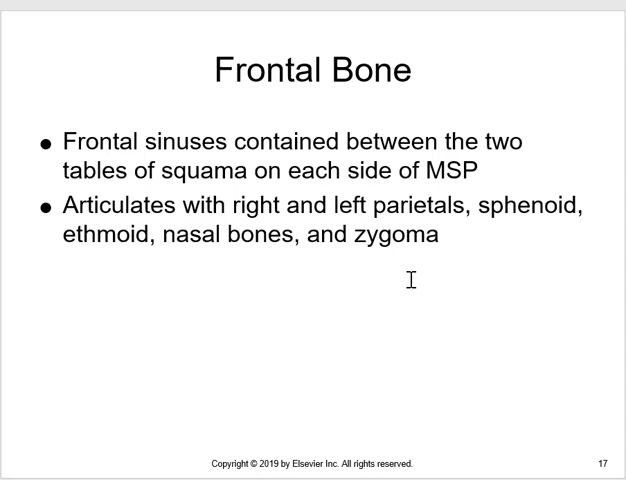 Frontal Bone
● Frontal sinuses contained between the two
tables of squama on each side of MSP
● Articulates with right and left parietals, sphenoid,
ethmoid, nasal bones, and zygoma
Copyright © 2019 by Elsevier Inc. All rights reserved.
17